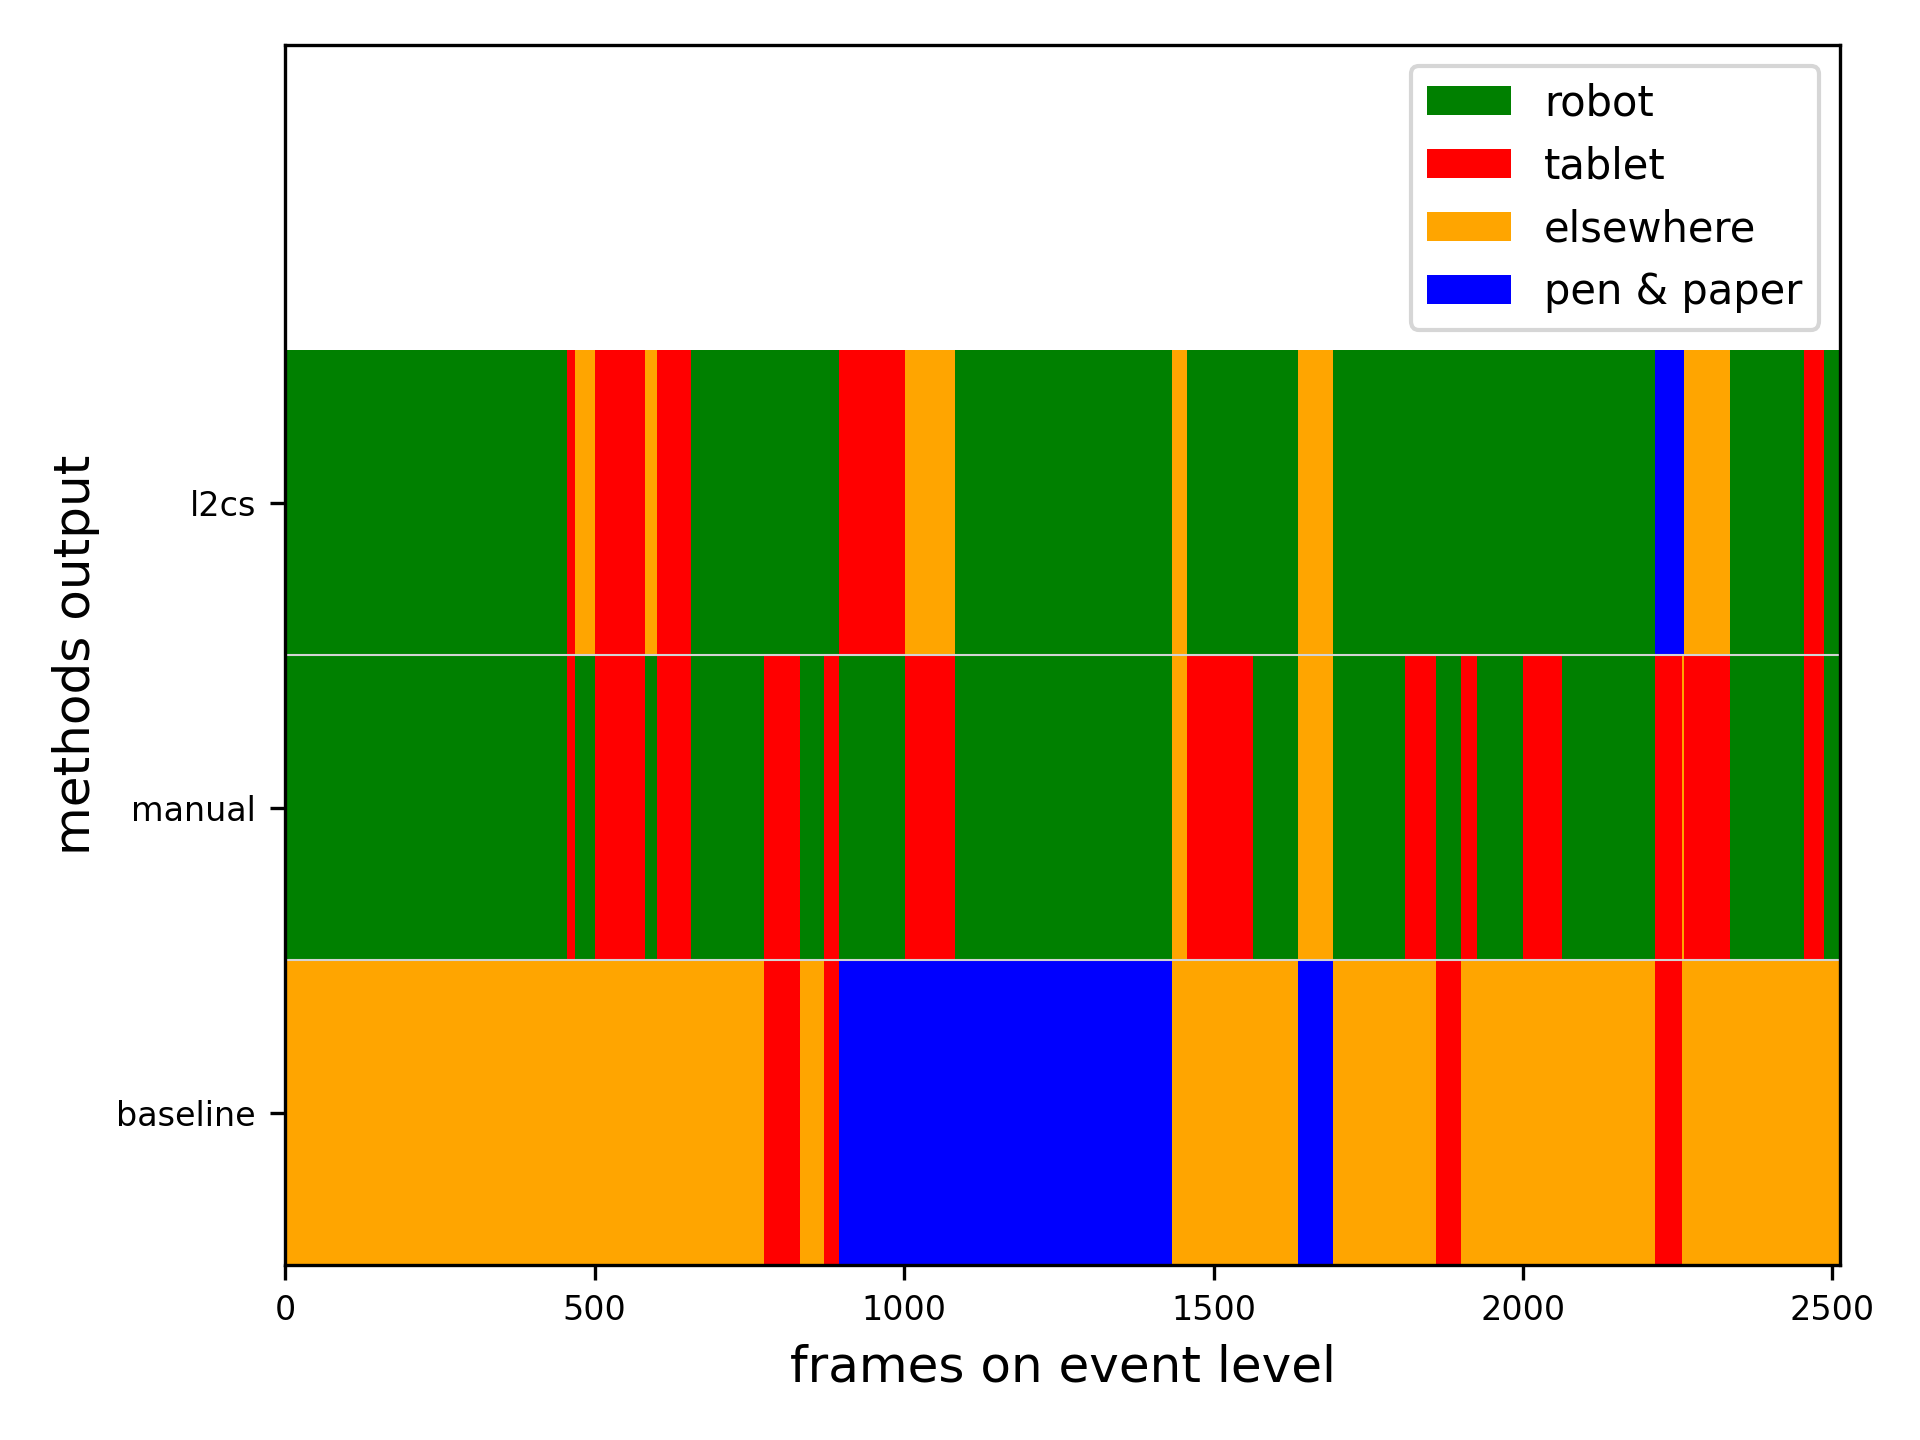 robot
tablet
elsewhere
pen & paper
methods output
l2cs
manual
baseline
0 500 1000 1500 2000 2500
frames on event level